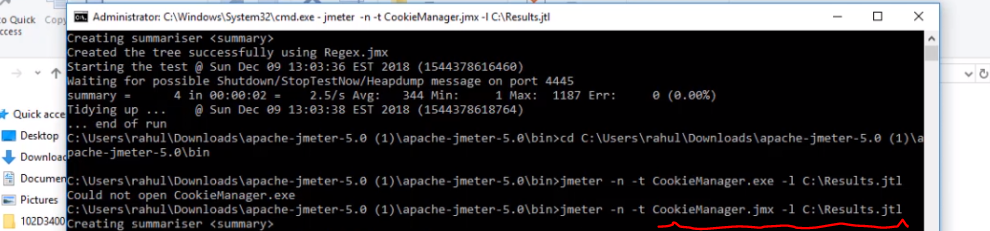 Administrator: C:\Windows\System32\cmd.exe - jmeter -n -t CookieManager.jmx -l C:\Results.jtl
to Quick
Copy
ccess
Creating summariser <summary>
Created the tree successfully using Regex.jmx
Starting the test @ Sun Dec 09 13:03:36 EST 2018 (1544378616460)
Waiting for possible Shutdown/StopTestNow/Heapdump message on port 4445
summary =      4 in 00:00:02 =    2.5/s Avg:   344 Min:     1 Max:  1187 Err:     0 (0.00%)
Tidying up ...    @ Sun Dec 09 13:03:38 EST 2018 (1544378618764)
... end of run
C:\Users\rahul\Downloads\apache-jmeter-5.0 (1)\apache-jmeter-5.0\bin>cd C:\Users\rahul\Downloads\apache-jmeter-5.0 (1)\a
pache-jmeter-5.0\bin
C:\Users\rahul\Downloads\apache-jmeter-5.0 (1)\apache-jmeter-5.0\bin>jmeter -n -t CookieManager.exe -l C:\Results.jtl
Could not open CookieManager.exe
C:\Users\rahul\Downloads\apache-jmeter-5.0 (1)\apache-jmeter-5.0\bin>jmeter -n -t CookieManager.jmx -l C:\Results.jtl
Creating summariser <summary>
Quick acce
Desktop
Downloac
Documen
Pictures
102D3400